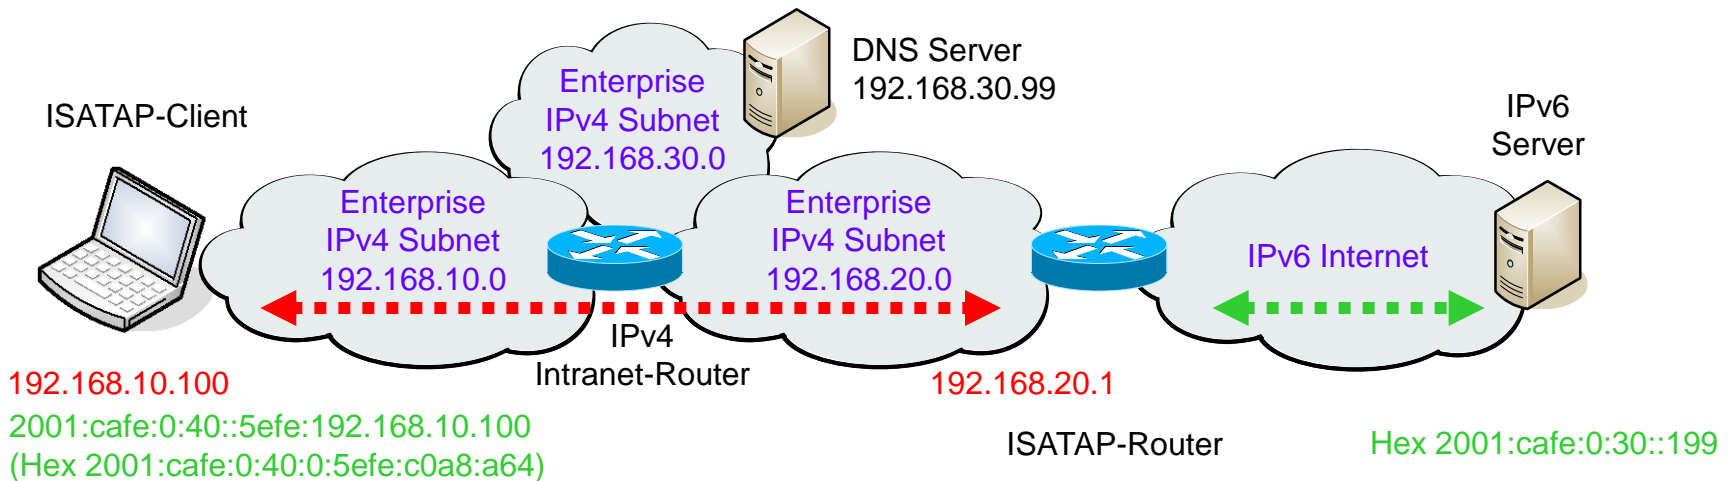 DNS Server
192.168.30.99
Enterprise
IPv4 Subnet
192.168.30.0
ISATAP-Client
IPv6
Server
Enterprise
IPv4 Subnet
192.168.10.0
Enterprise
IPv4 Subnet
192.168.20.0
IPv6 Internet
IPv4
Intranet-Router
192.168.10.100
2001:cafe:0:40::5efe:192.168.10.100
(Hex 2001:cafe:0:40:0:5efe:c0a8:a64)
192.168.20.1
ISATAP-Router
Hex 2001:cafe:0:30::199